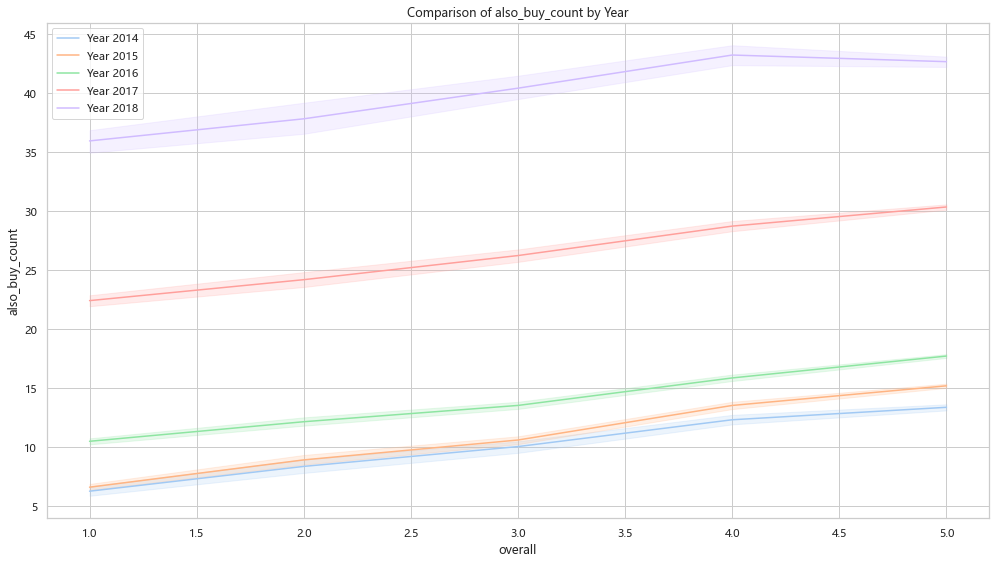 Comparison of also_buy_count by Year
Year 2014
Year 2015
Year 2016
Year 2017
Year 2018
45
40
35
30
25
20
15
10
5
also_buy_count
1.0 1.5 2.0 2.5 3.0 3.5 4.0 4.5 5.0
overall